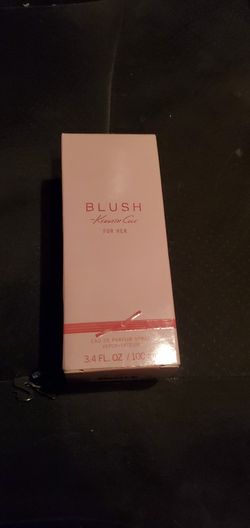 BLUSH
Kenneth Cole
FOR HER
EAU DE PARFUM SPRAY
VAPORISATEUR
3.4 FL. OZ / 100